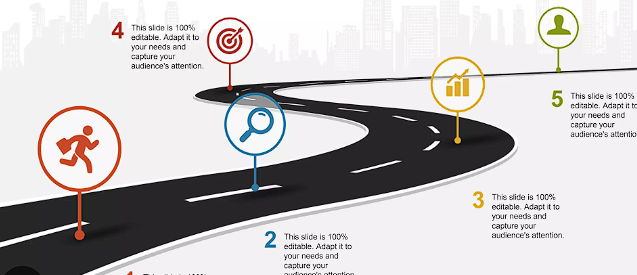 4
This slide is 100%
editable. Adapt it to
your needs and
capture your
audience's attention.
5
This slide is 100%
editable. Adapt it to
your needs and
capture your
audience's
3
This slide is 100%
editable. Adapt it to
your needs and
capture your
audience's attention.
2
This slide is 100%
editable. Adapt it to
your needs and
capture your
audience's attention.